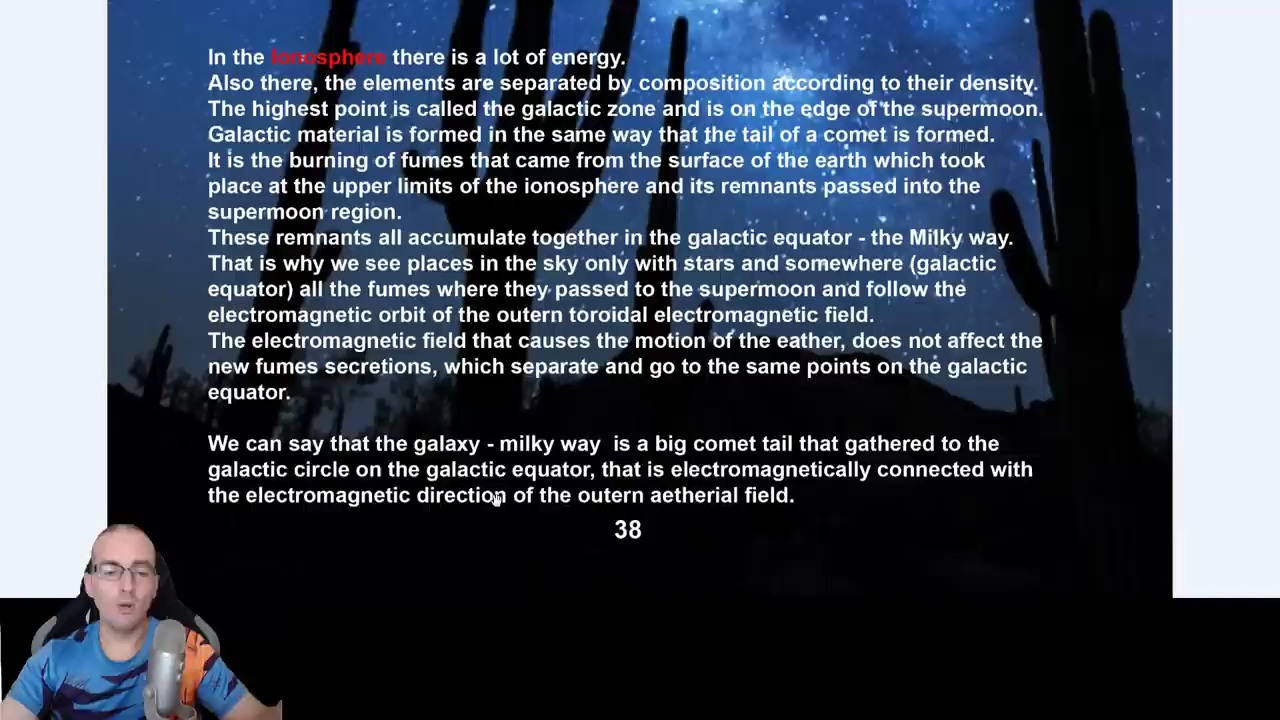 In the Ionosphere there is a lot of energy.
Also there, the elements are separated by composition according to their density.
The highest point is called the galactic zone and is on the edge of the supermoon.
Galactic material is formed in the same way that the tail of a comet is formed.
It is the burning of fumes that came from the surface of the earth which took
place at the upper limits of the ionosphere and its remnants passed into the
supermoon region.
These remnants all accumulate together in the galactic equator - the Milky way.
That is why we see places in the sky only with stars and somewhere (galactic
equator) all the fumes where they passed to the supermoon and follow the
electromagnetic orbit of the outern toroidal electromagnetic field.
The electromagnetic field that causes the motion of the eather, does not affect the
new fumes secretions, which separate and go to the same points on the galactic
equator.
We can say that the galaxy - milky way is a big comet tail that gathered to the
galactic circle on the galactic equator, that is electromagnetically connected with
the electromagnetic direction of the outern aetherial field.
38